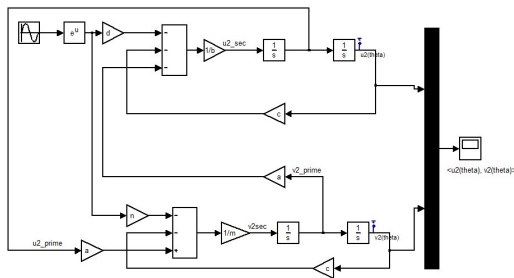 e^u
d
-
-
-
1/b
u2_sec
1
s
1
s
u2(theta)
c
a
v2_prime
<u2(theta), v2(theta)>
n
-
-
+
1/m
v2sec
1
s
1
s
v2(theta)
u2_prime
a
c